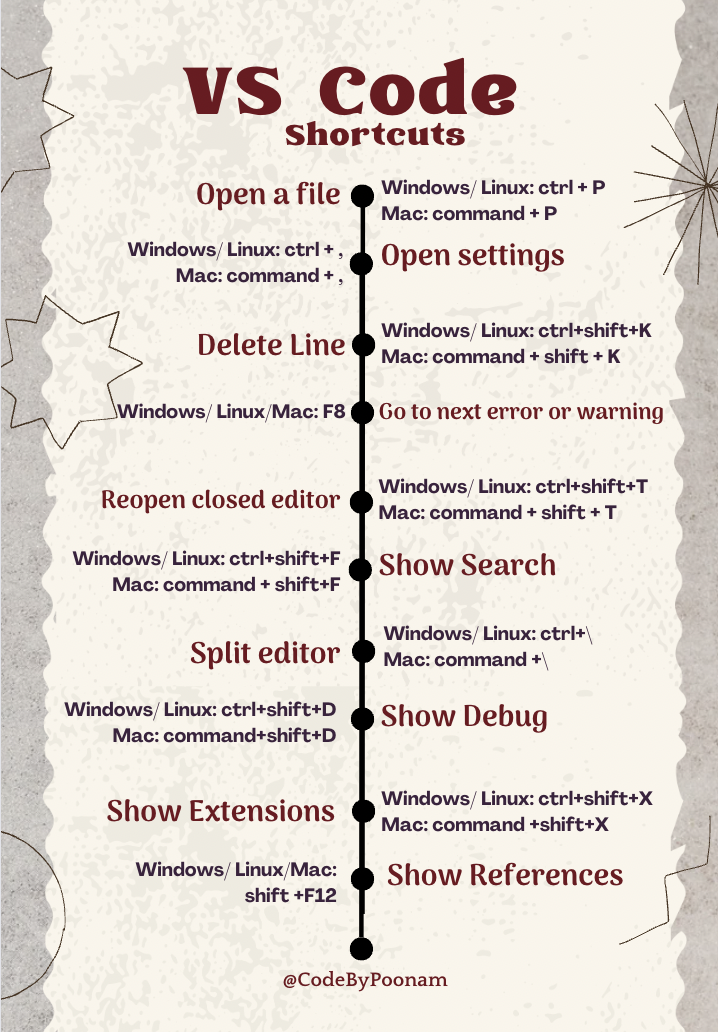 VS Code
Shortcuts
Open a file
Windows/ Linux: ctrl + P
Mac: command + P
Windows/ Linux: ctrl + ,
Mac: command + ,
Open settings
Delete Line
Windows/ Linux: ctrl+shift+K
Mac: command + shift + K
Windows/ Linux/Mac: F8
Go to next error or warning
Reopen closed editor
Windows/ Linux: ctrl+shift+T
Mac: command + shift + T
Windows/ Linux: ctrl+shift+F
Mac: command + shift+F
Show Search
Split editor
Windows/ Linux: ctrl+\
Mac: command +\
Windows/ Linux: ctrl+shift+D
Mac: command+shift+D
Show Debug
Show Extensions
Windows/ Linux: ctrl+shift+X
Mac: command +shift+X
Windows/ Linux/Mac:
shift +F12
Show References
@CodeByPoonam